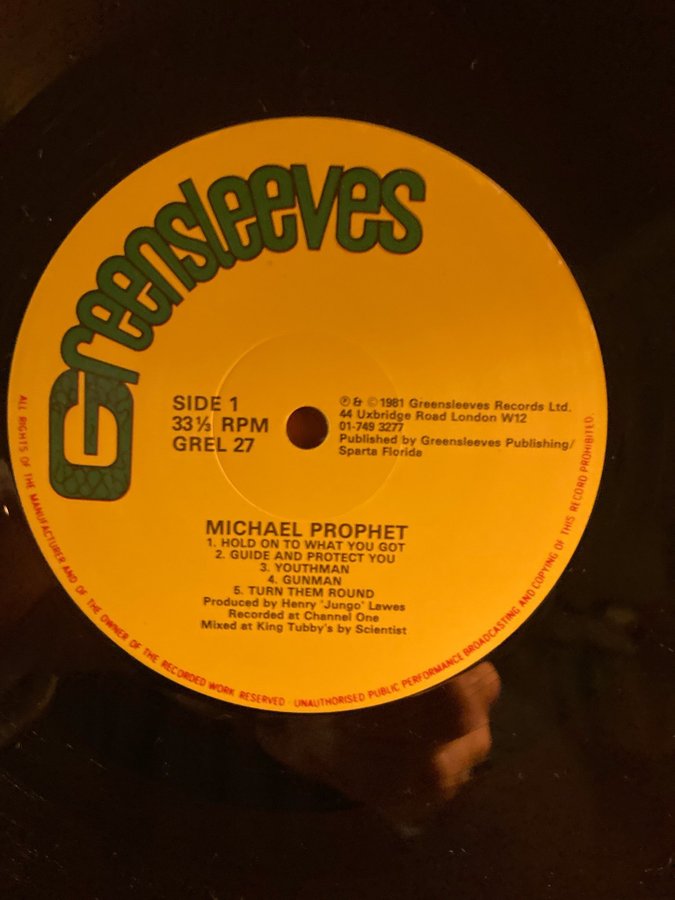 Greensleeves
SIDE 1
33⅓ RPM
GREL 27
℗ & © 1981 Greensleeves Records Ltd.
44 Uxbridge Road London W12
01-749 3277
Published by Greensleeves Publishing/
Sparta Florida
MICHAEL PROPHET
1. HOLD ON TO WHAT YOU GOT
2. GUIDE AND PROTECT YOU
3. YOUTHMAN
4. GUNMAN
5. TURN THEM ROUND
Produced by Henry 'Jungo' Lawes
Recorded at Channel One
Mixed at King Tubby's by Scientist
ALL RIGHTS OF THE MANUFACTURER AND OF THE OWNER OF THE RECORDED WORK RESERVED · UNAUTHORISED PUBLIC PERFORMANCE BROADCASTING AND COPYING OF THIS RECORD PROHIBITED.